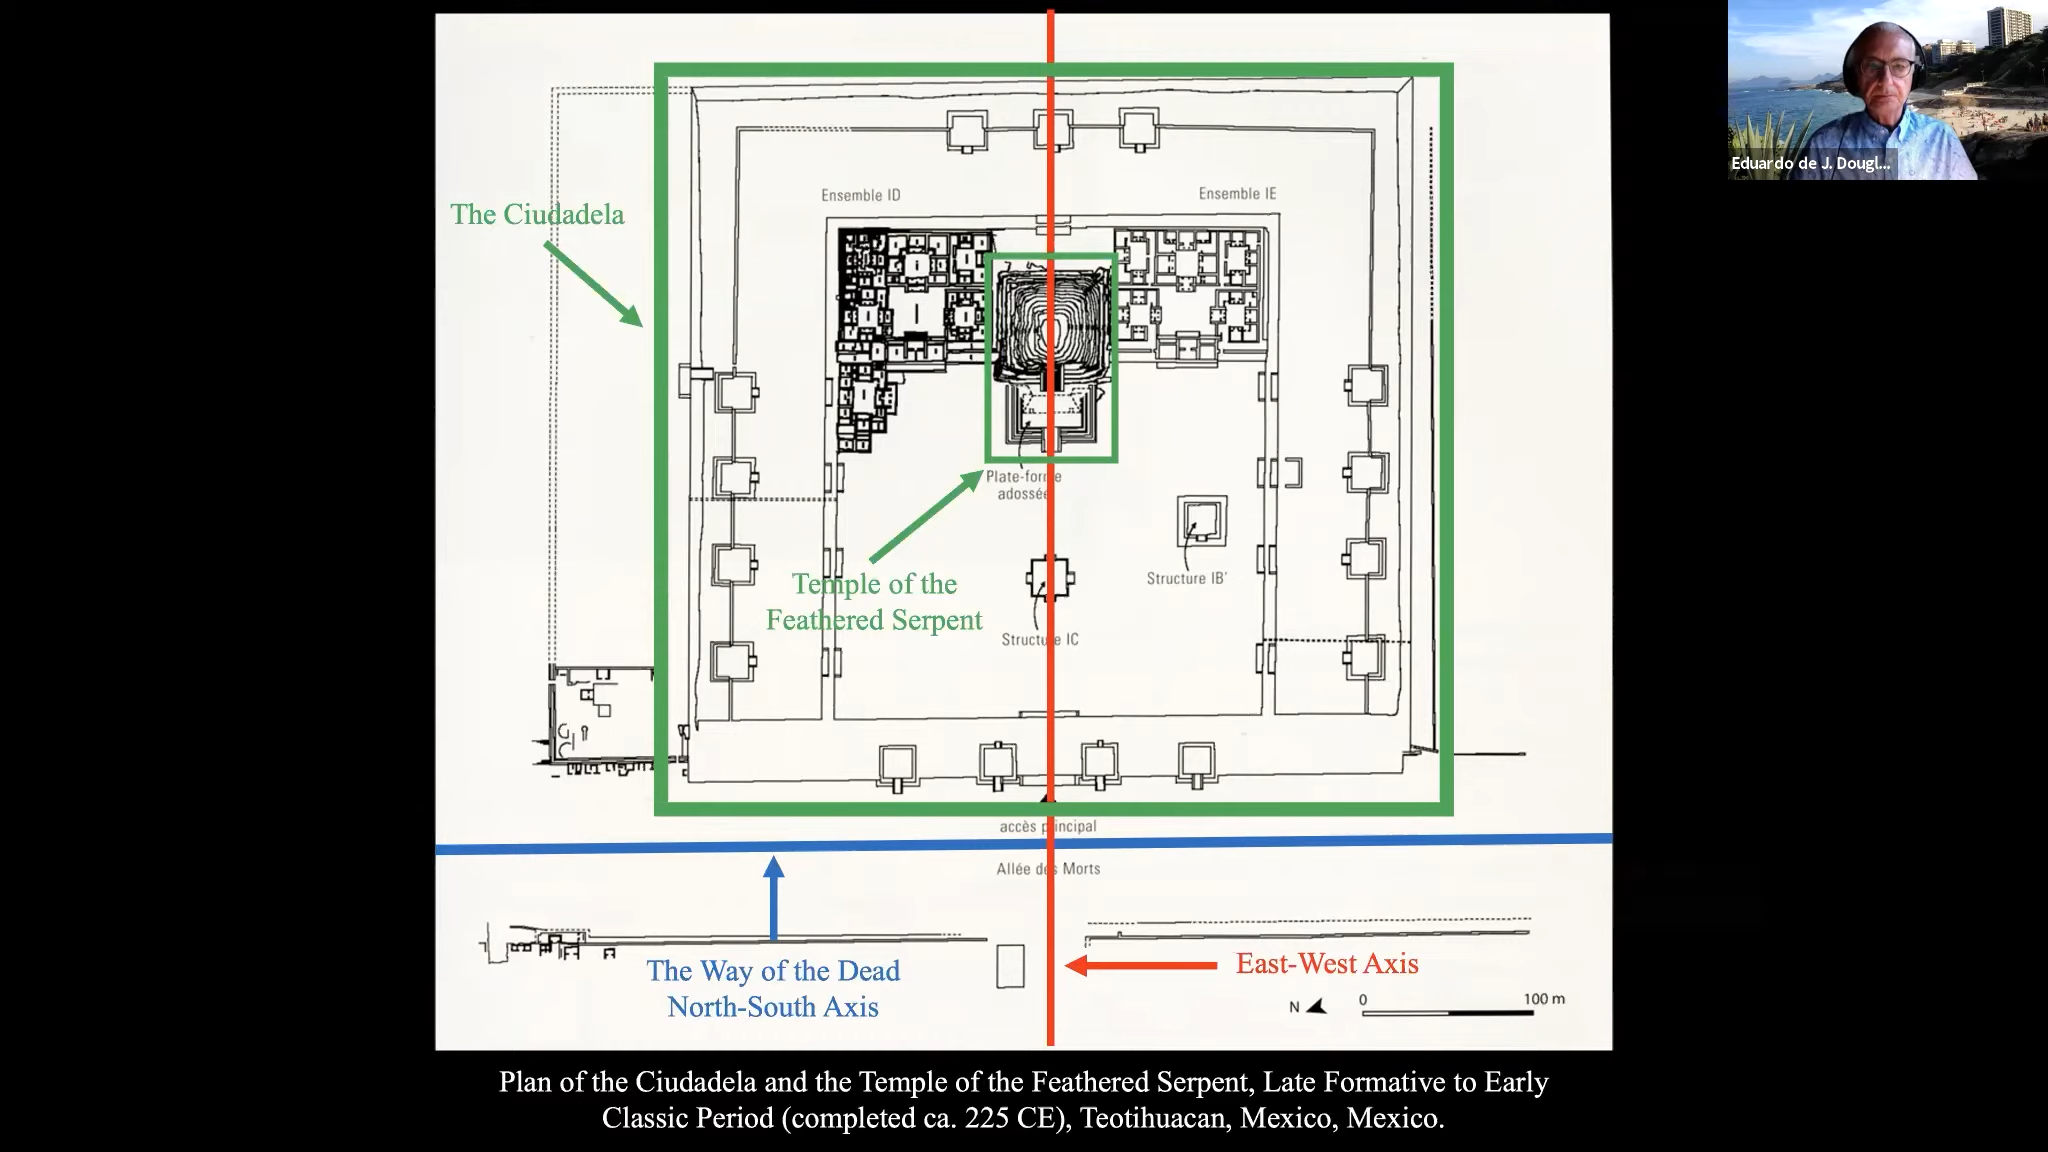 Eduardo de J. Dougl...
The Ciudadela
Ensemble ID
Ensemble IE
Plate-forme
adossée
Temple of the
Feathered Serpent
Structure IB'
Structure IC
accès principal
Allée des Morts
The Way of the Dead
North-South Axis
East-West Axis
N
0
100 m
Plan of the Ciudadela and the Temple of the Feathered Serpent, Late Formative to Early
Classic Period (completed ca. 225 CE), Teotihuacan, Mexico, Mexico.